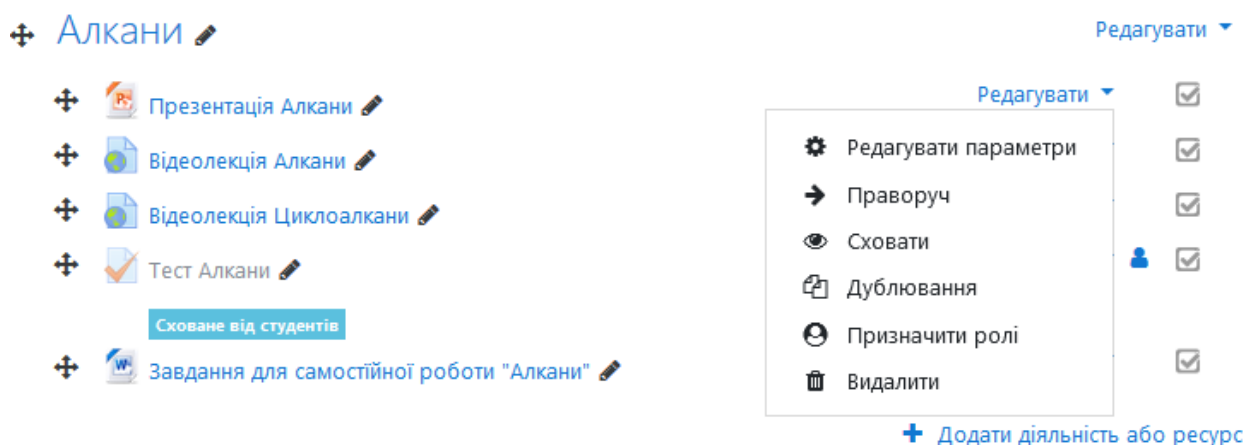 Алкани
Редагувати
Презентація Алкани
Редагувати
Відеолекція Алкани
Відеолекція Циклоалкани
Тест Алкани
Сховане від студентів
Завдання для самостїйної роботи "Алкани"
Редагувати параметри
Праворуч
Сховати
Дублювання
Призначити ролі
Видалити
Додати діяльність або ресурс